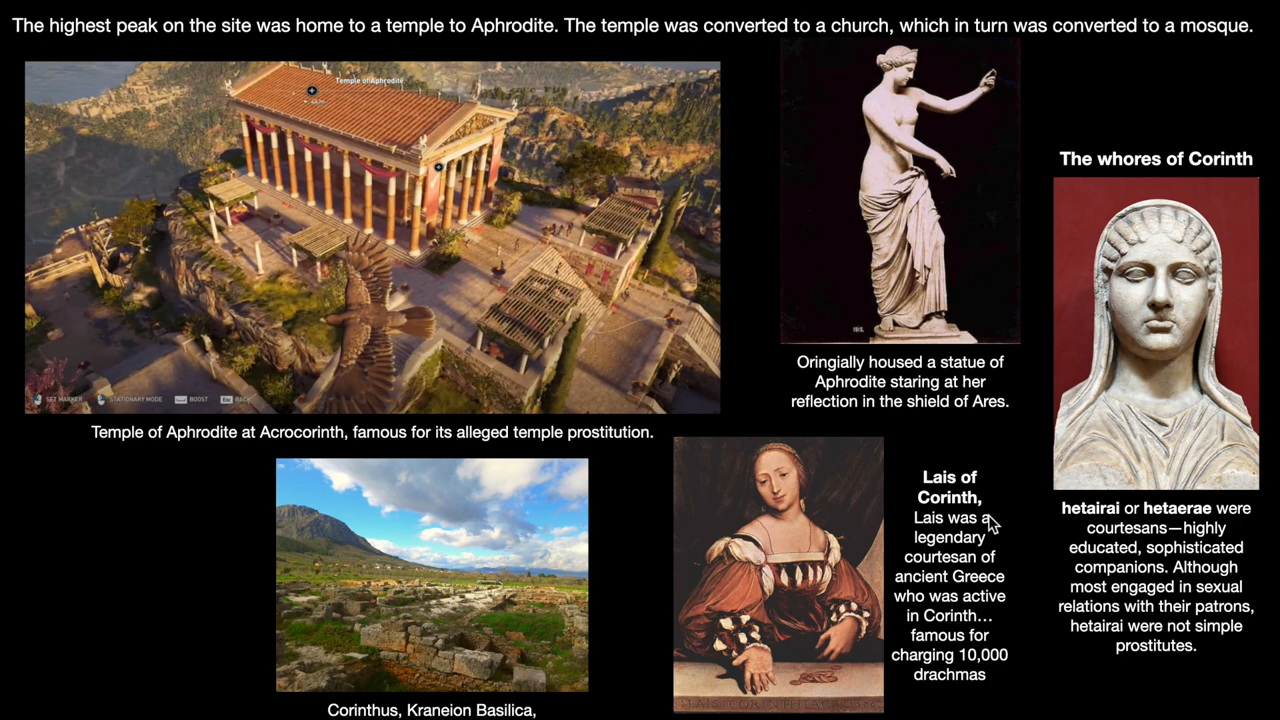 The highest peak on the site was home to a temple to Aphrodite. The temple was converted to a church, which in turn was converted to a mosque.
Temple of Aphrodite
SET MARKER
STATIONARY MODE
BOOST
Esc
BACK
Temple of Aphrodite at Acrocorinth, famous for its alleged temple prostitution.
Oringially housed a statue of
Aphrodite staring at her
reflection in the shield of Ares.
The whores of Corinth
hetairai or hetaerae were
courtesans—highly
educated, sophisticated
companions. Although
most engaged in sexual
relations with their patrons,
hetairai were not simple
prostitutes.
Lais of
Corinth,
Lais was a
legendary
courtesan of
ancient Greece
who was active
in Corinth…
famous for
charging 10,000
drachmas
Corinthus, Kraneion Basilica,